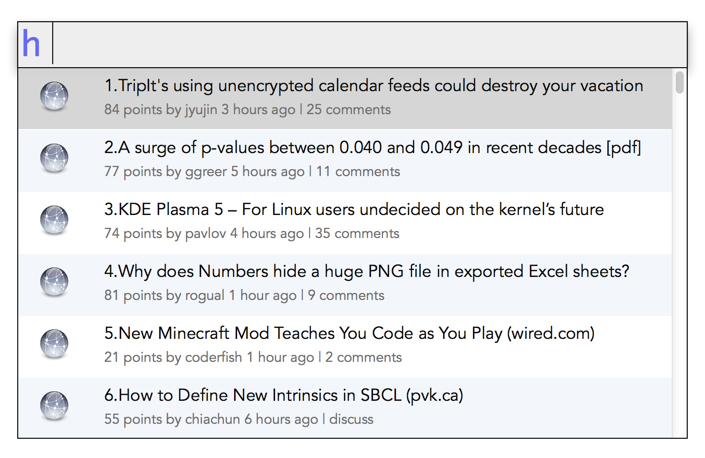 h
1.TripIt's using unencrypted calendar feeds could destroy your vacation
84 points by jyujin 3 hours ago | 25 comments
2.A surge of p-values between 0.040 and 0.049 in recent decades [pdf]
77 points by ggreer 5 hours ago | 11 comments
3.KDE Plasma 5 – For Linux users undecided on the kernel’s future
74 points by pavlov 4 hours ago | 35 comments
4.Why does Numbers hide a huge PNG file in exported Excel sheets?
81 points by rogual 1 hour ago | 9 comments
5.New Minecraft Mod Teaches You Code as You Play (wired.com)
21 points by coderfish 1 hour ago | 2 comments
6.How to Define New Intrinsics in SBCL (pvk.ca)
55 points by chiachun 6 hours ago | discuss